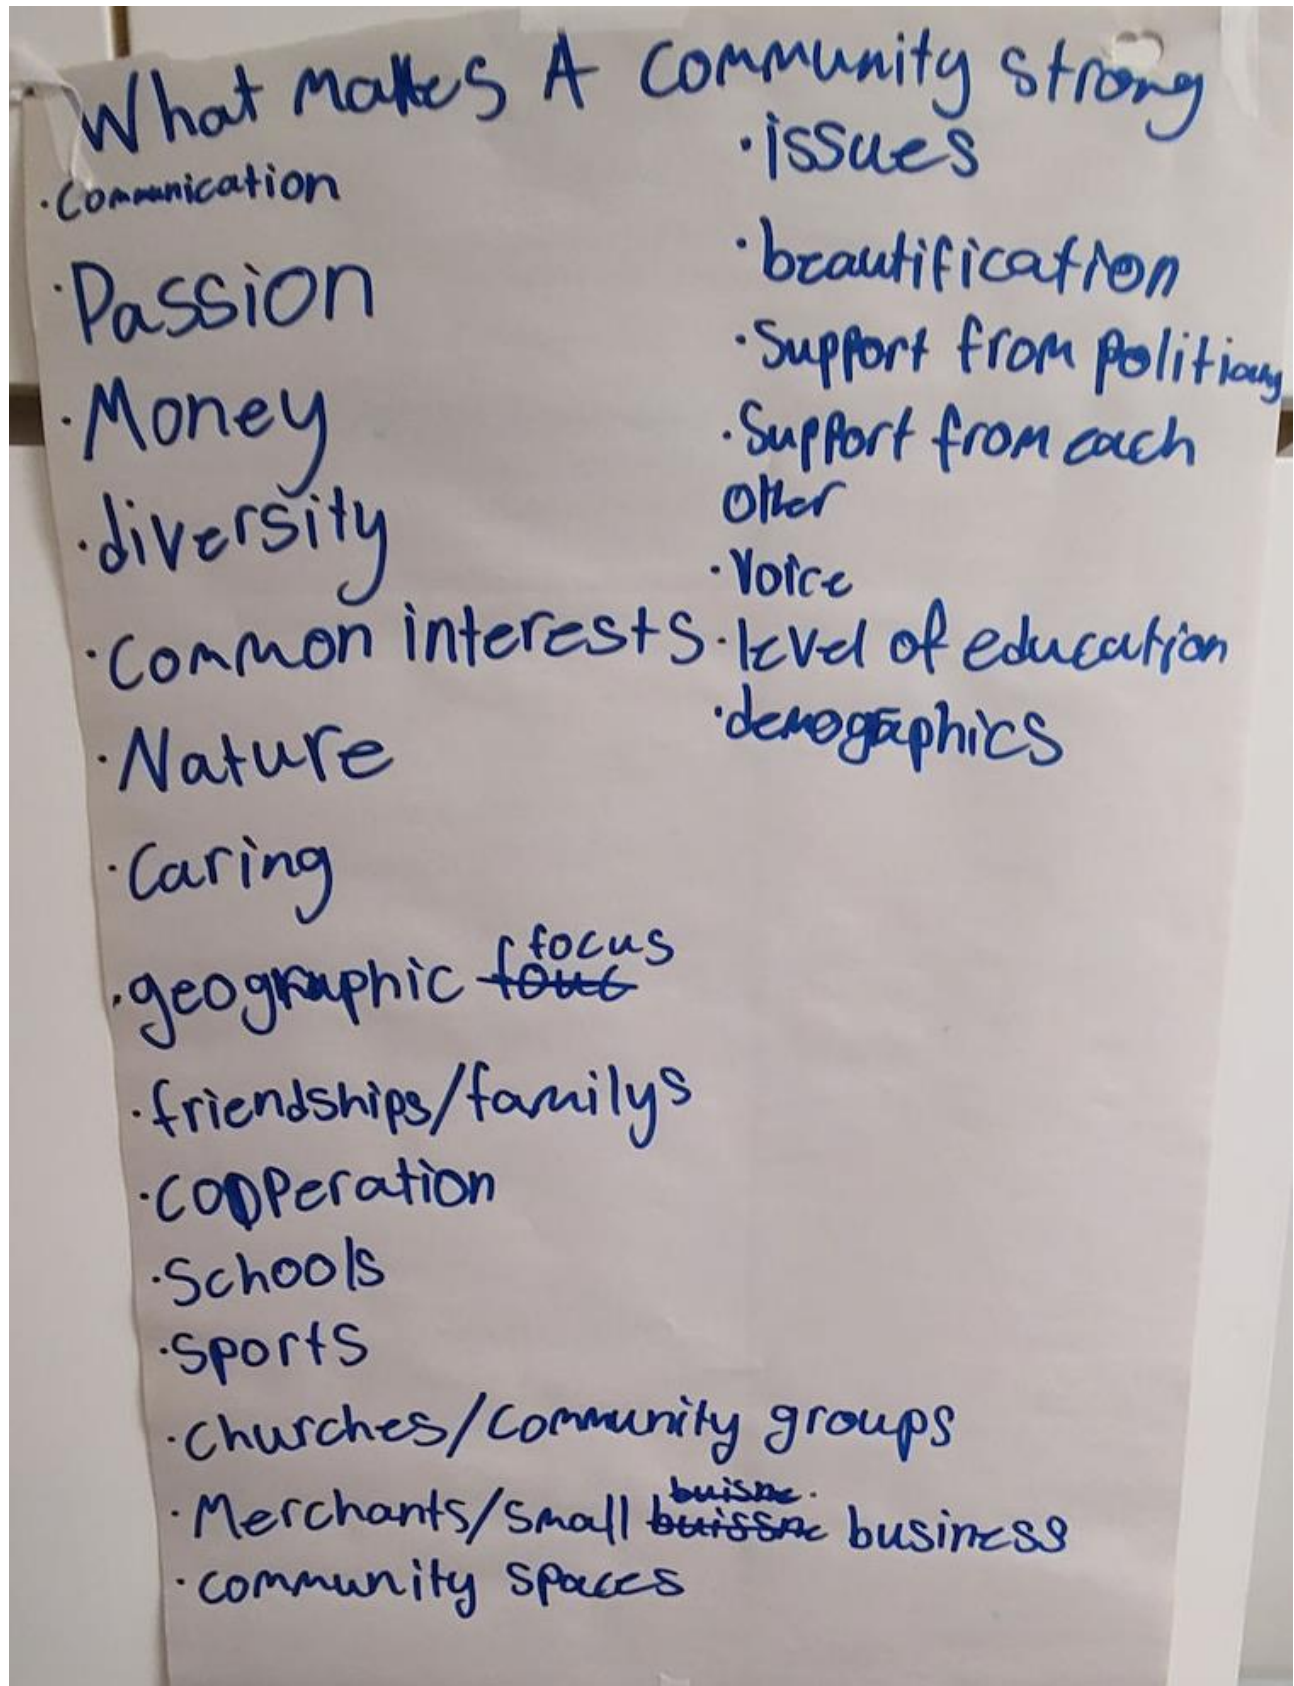 What makes A community strong
· Communication
· Passion
· Money
· diversity
· Common interests
· Nature
· Caring
· geographic focus
· friendships/familys
· cooperation
· Schools
· Sports
· Churches/Community groups
· Merchants/Small business
· community spaces
· issues
· beautification
· Support from
· Support from each
other
· Voice
· level of education
· demographics